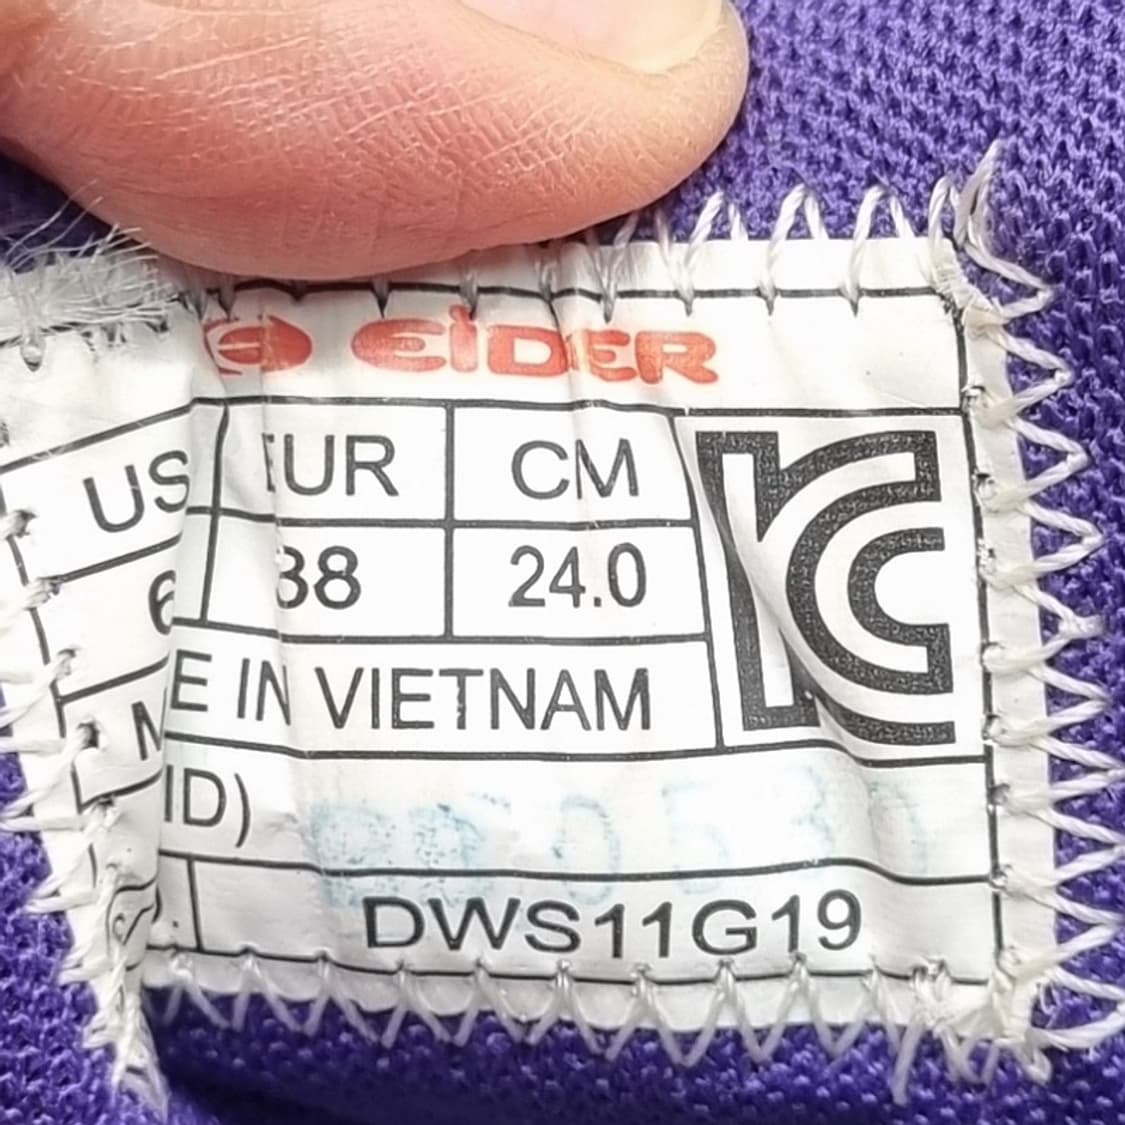 EIDER
US EUR CM
6 38 24.0
E IN VIETNAM
ID)
DWS11G19